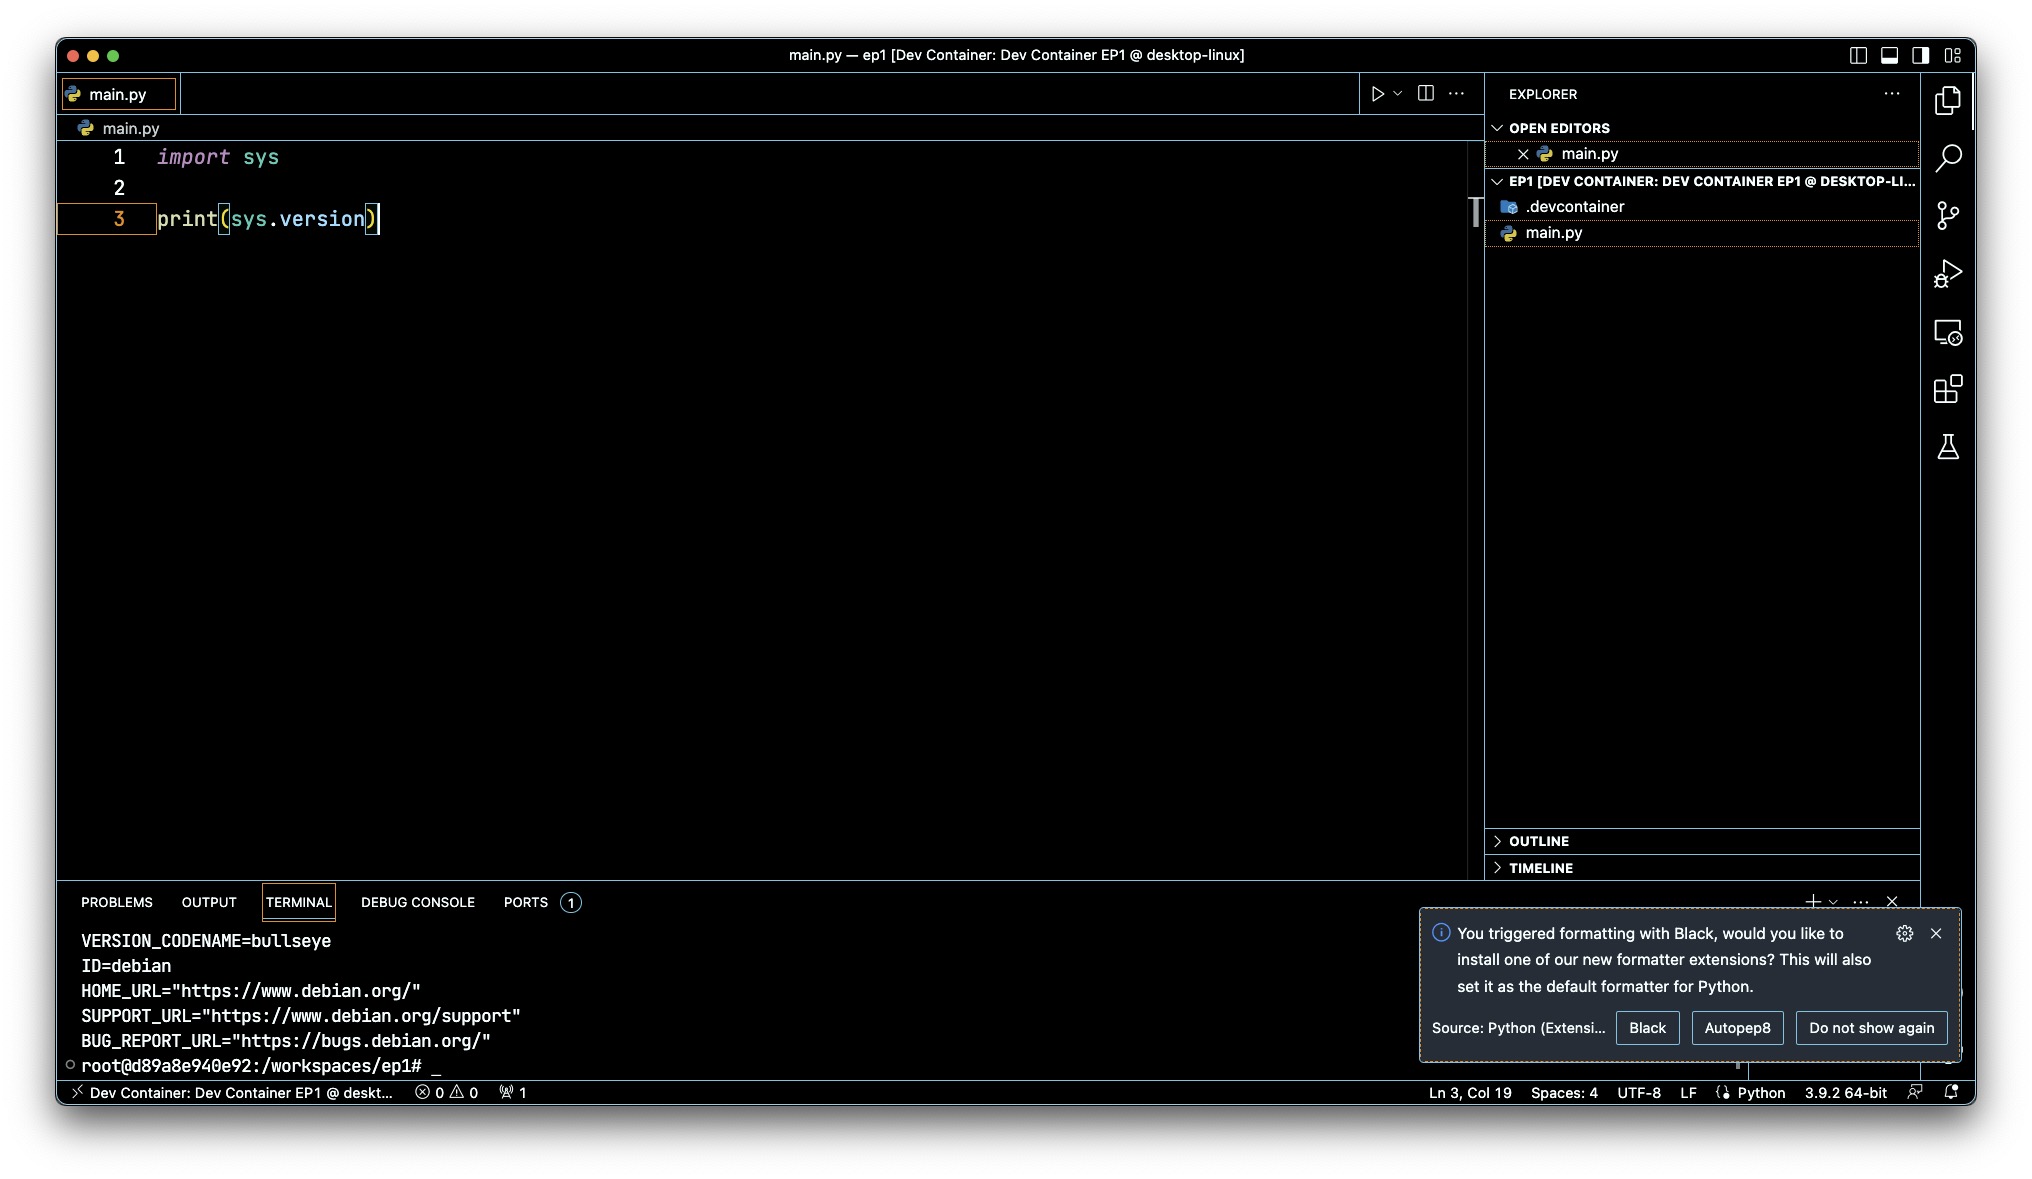 main.py — ep1 [Dev Container: Dev Container EP1 @ desktop-linux]
main.py
main.py
1 import sys
2
3 print(sys.version)
EXPLORER
OPEN EDITORS
main.py
EP1 [DEV CONTAINER: DEV CONTAINER EP1 @ DESKTOP-LI...
.devcontainer
main.py
OUTLINE
TIMELINE
PROBLEMS OUTPUT TERMINAL DEBUG CONSOLE PORTS 1
VERSION_CODENAME=bullseye
ID=debian
HOME_URL="https://www.debian.org/"
SUPPORT_URL="https://www.debian.org/support"
BUG_REPORT_URL="https://bugs.debian.org/"
root@d89a8e940e92:/workspaces/ep1# _
You triggered formatting with Black, would you like to
install one of our new formatter extensions? This will also
set it as the default formatter for Python.
Source: Python (Extensi... Black Autopep8 Do not show again
Dev Container: Dev Container EP1 @ deskt... 0 0 1 Ln 3, Col 19 Spaces: 4 UTF-8 LF Python 3.9.2 64-bit